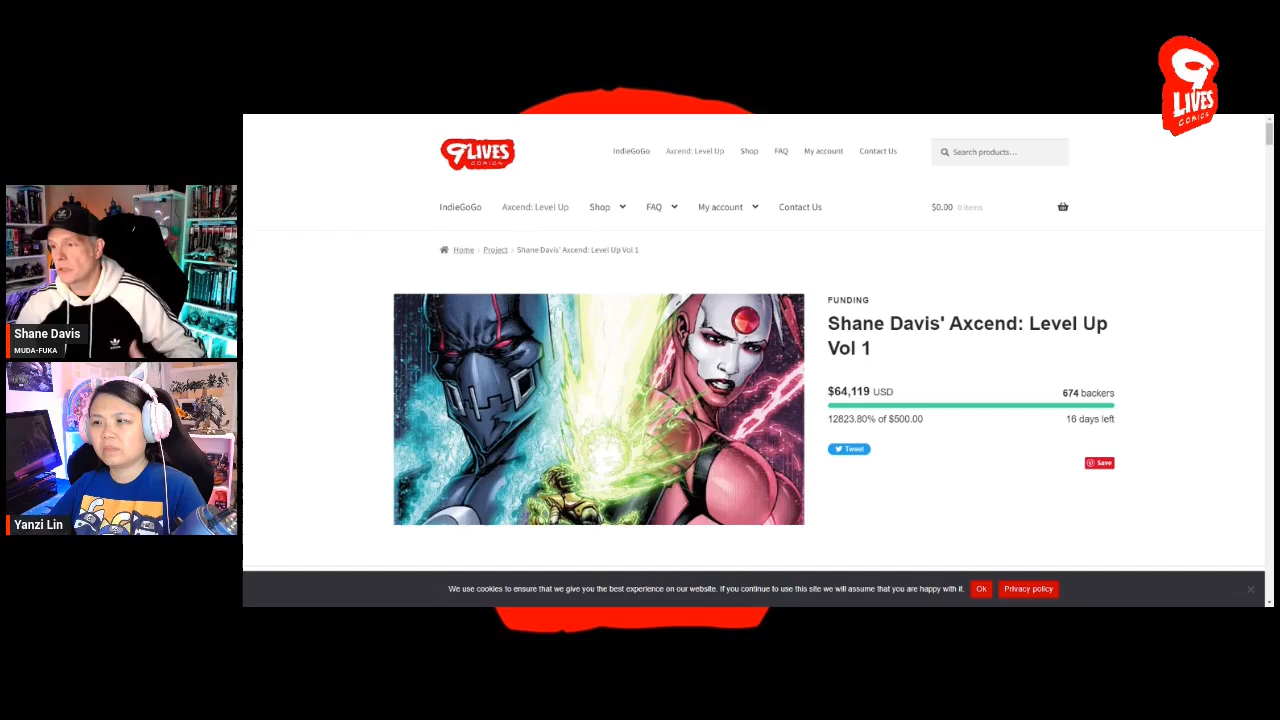 9
LIVES
COMICS
9LIVES
COMICS
IndieGoGo Axcend: Level Up Shop FAQ My account Contact Us
Search products...
IndieGoGo Axcend: Level Up Shop FAQ My account Contact Us
$0.00 0 items
Home › Project › Shane Davis' Axcend: Level Up Vol 1
FUNDING
Shane Davis' Axcend: Level Up
Vol 1
$64,119 USD 674 backers
12823.80% of $500.00 16 days left
Tweet
Save
Shane Davis
MUDA-FUKA
Yanzi Lin
We use cookies to ensure that we give you the best experience on our website. If you continue to use this site we will assume that you are happy with it. Ok Privacy policy